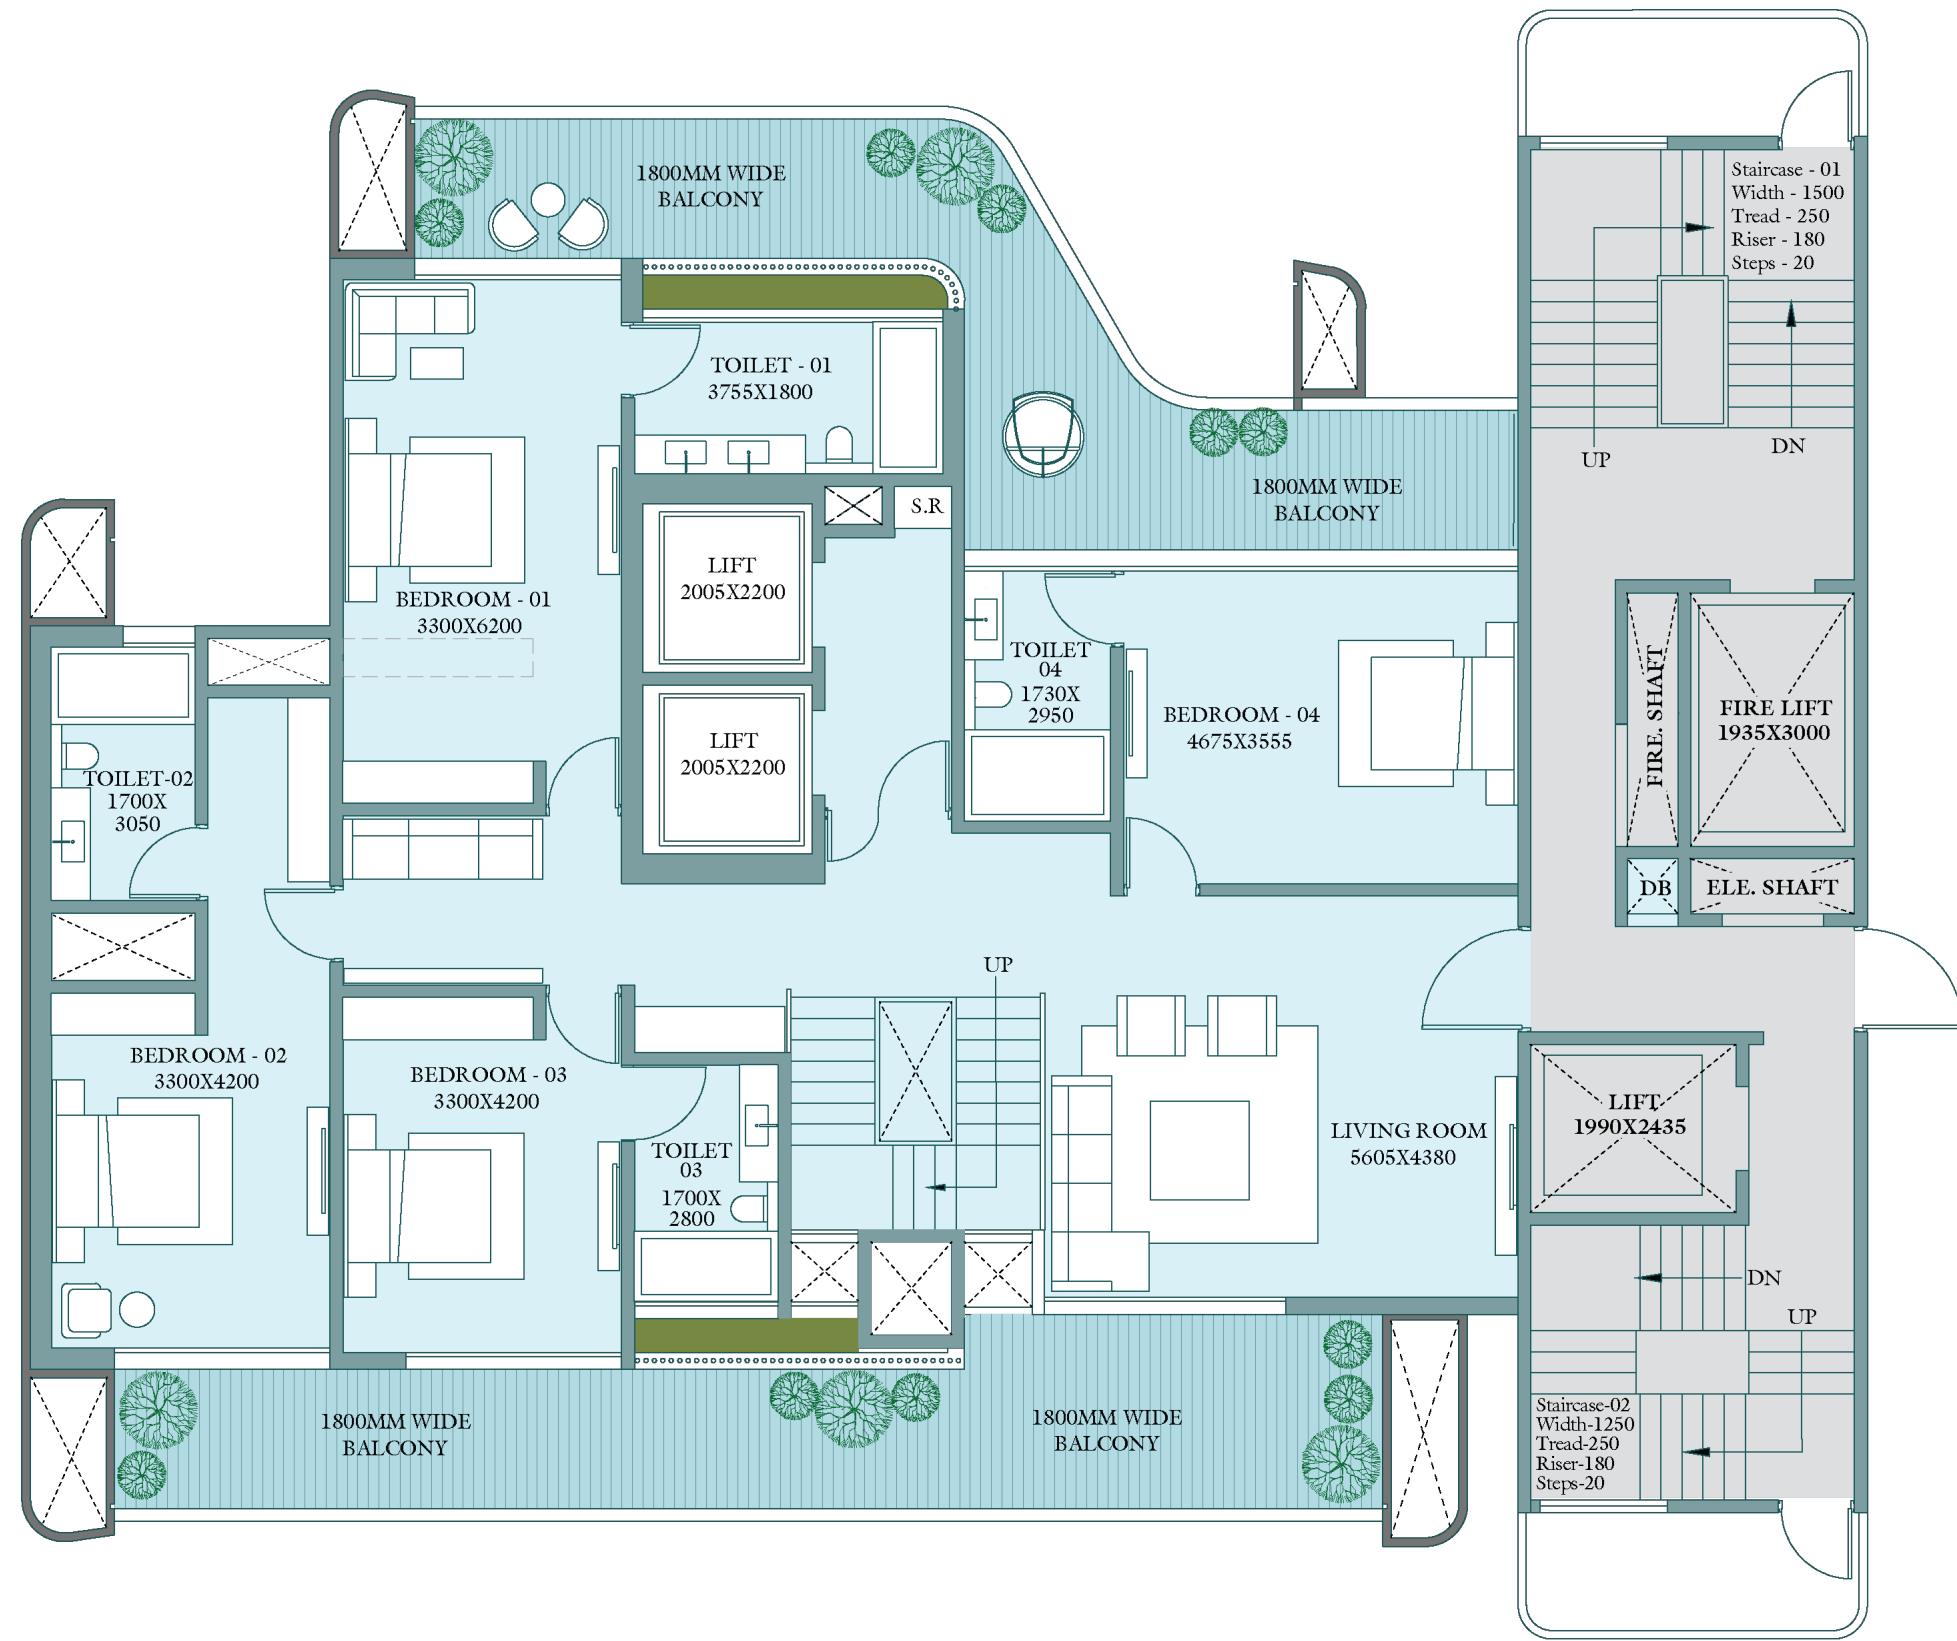 1800MM WIDE
BALCONY
Staircase - 01
Width - 1500
Tread - 250
Riser - 180
Steps - 20
TOILET - 01
3755X1800
UP
DN
1800MM WIDE
BALCONY
S.R
LIFT
2005X2200
BEDROOM - 01
3300X6200
TOILET
04
1730X
2950
BEDROOM - 04
4675X3555
FIRE. SHAFT
FIRE LIFT
1935X3000
LIFT
2005X2200
TOILET-02
1700X
3050
DB
ELE. SHAFT
UP
BEDROOM - 02
3300X4200
BEDROOM - 03
3300X4200
TOILET
03
1700X
2800
LIVING ROOM
5605X4380
LIFT
1990X2435
DN
UP
1800MM WIDE
BALCONY
1800MM WIDE
BALCONY
Staircase-02
Width-1250
Tread-250
Riser-180
Steps-20